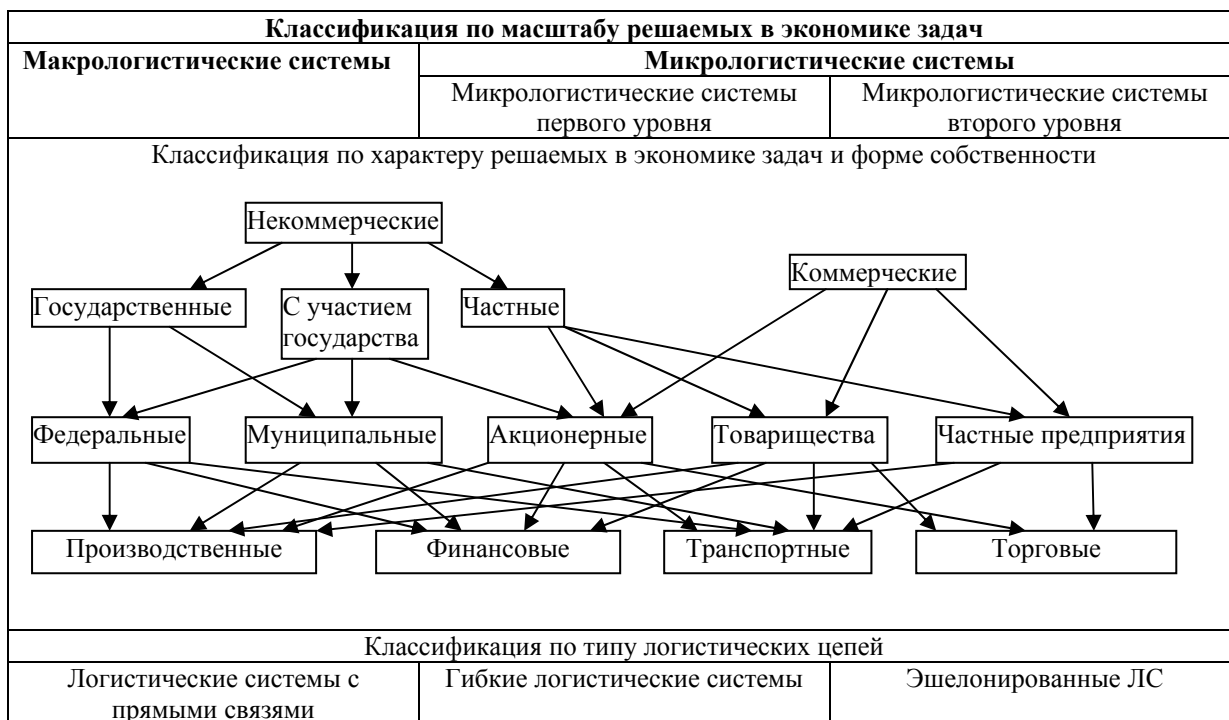 Классификация по масштабу решаемых в экономике задач
Макрологистические системы
Микрологистические системы
Микрологистические системы
первого уровня
Микрологистические системы
второго уровня
Классификация по характеру решаемых в экономике задач и форме собственности
Некоммерческие
Коммерческие
Государственные
С участием
государства
Частные
Федеральные
Муниципальные
Акционерные
Товарищества
Частные предприятия
Производственные
Финансовые
Транспортные
Торговые
Классификация по типу логистических цепей
Логистические системы с
прямыми связями
Гибкие логистические системы
Эшелонированные ЛС